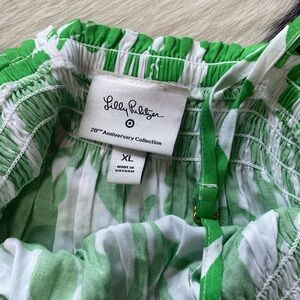 Lilly Pulitzer
20TH Anniversary Collection
XL
MADE IN
VIETNAM